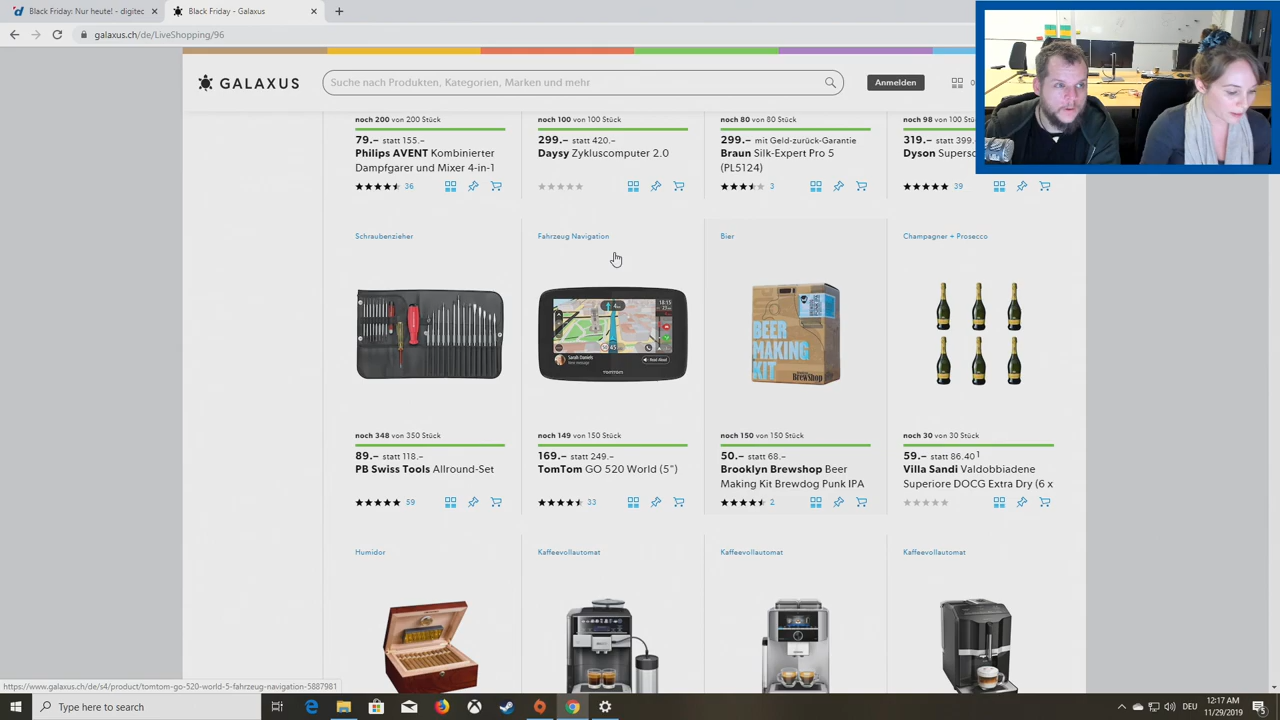 Black Friday: Nur heute! - digitec
Black Friday - Galaxus
galaxus.ch/de/LiveShopping/96
GALAXUS
Suche nach Produkten, Kategorien, Marken und mehr
Anmelden
0
noch 200 von 200 Stück
79.– statt 155.–
Philips AVENT Kombinierter
Dampfgarer und Mixer 4-in-1
36
noch 100 von 100 Stück
299.– statt 420.–
Daysy Zykluscomputer 2.0
noch 80 von 80 Stück
299.– mit Geld-zurück-Garantie
Braun Silk-Expert Pro 5
(PL5124)
3
noch 98 von 100 Stück
319.– statt 399.
Dyson Superso
39
Schraubenzieher
noch 348 von 350 Stück
89.– statt 118.–
PB Swiss Tools Allround-Set
59
Fahrzeug Navigation
TOMTOM
noch 149 von 150 Stück
169.– statt 249.–
TomTom GO 520 World (5")
33
Bier
BEER
MAKING
KIT
BREWSHOP
noch 150 von 150 Stück
50.– statt 68.–
Brooklyn Brewshop Beer
Making Kit Brewdog Punk IPA
2
Champagner + Prosecco
noch 30 von 30 Stück
59.– statt 86.40 1
Villa Sandi Valdobbiadene
Superiore DOCG Extra Dry (6 x
Humidor
Kaffeevollautomat
Kaffeevollautomat
Kaffeevollautomat
https://www.galaxus.ch/de/s4/product/tomtom-go-520-world-5-fahrzeug-navigation-5887981
Type here to search
DEU
12:17 AM
11/29/2019
5